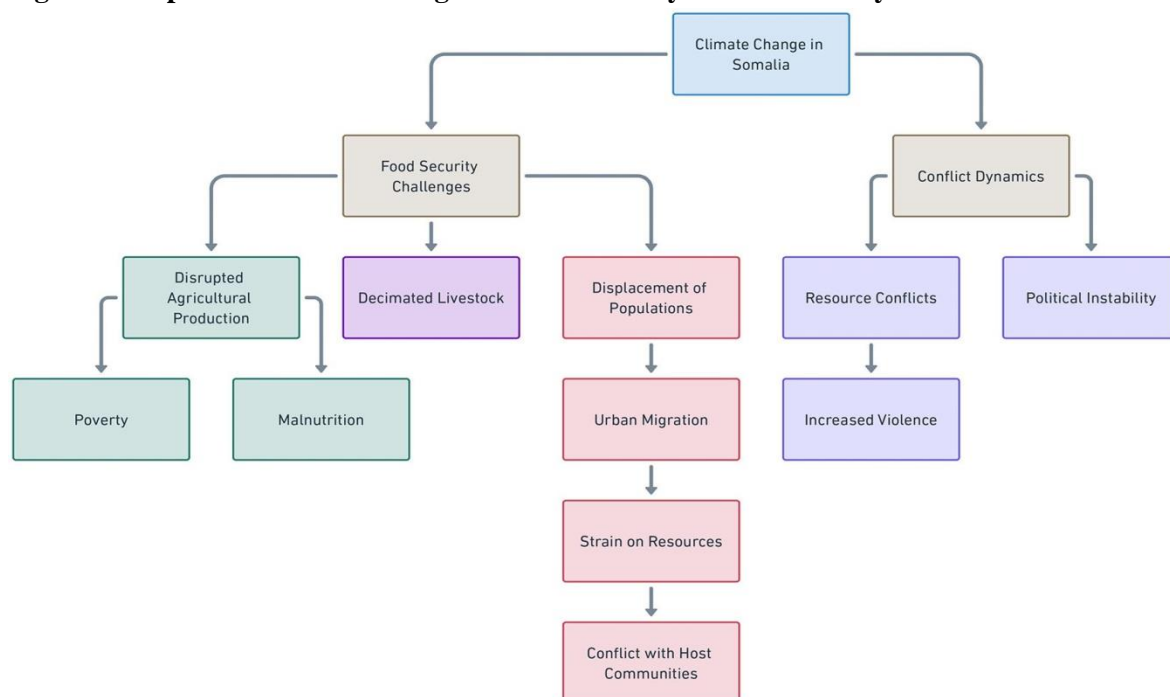 Climate Change in
Somalia
Food Security
Challenges
Conflict Dynamics
Disrupted
Agricultural
Production
Decimated Livestock
Displacement of
Populations
Resource Conflicts
Political Instability
Poverty
Malnutrition
Urban Migration
Increased Violence
Strain on Resources
Conflict with Host
Communities